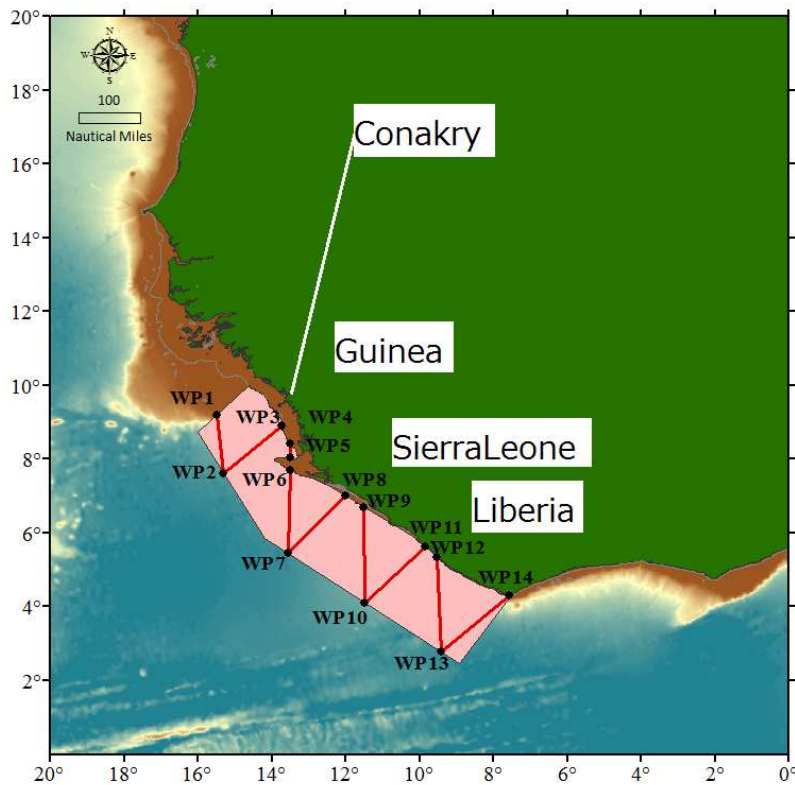 20°
18°
16°
14°
12°
10°
8°
6°
4°
2°
N
W E
S
100
Nautical Miles
Conakry
Guinea
SierraLeone
Liberia
WP1
WP2
WP3
WP4
WP5
WP6
WP7
WP8
WP9
WP10
WP11
WP12
WP13
WP14
20° 18° 16° 14° 12° 10° 8° 6° 4° 2° 0°